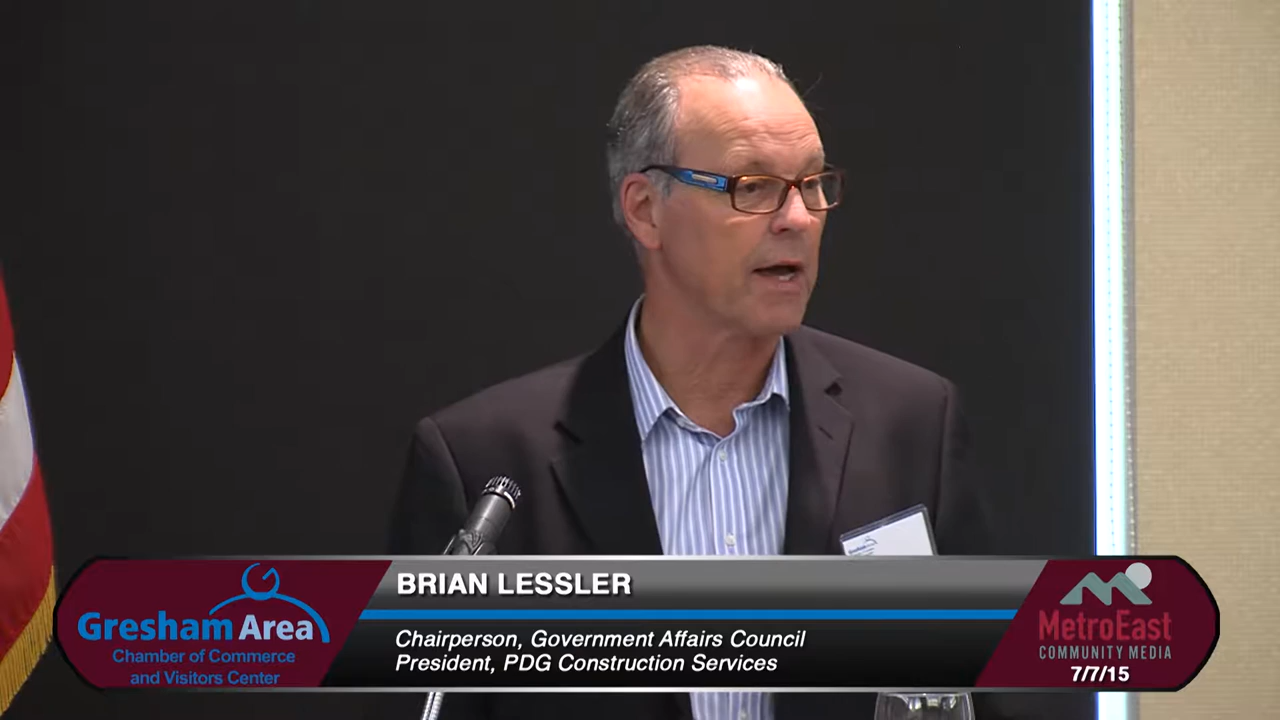 BRIAN LESSLER
Gresham Area
Chamber of Commerce
and Visitors Center
Chairperson, Government Affairs Council
President, PDG Construction Services
MetroEast
COMMUNITY MEDIA
7/7/15